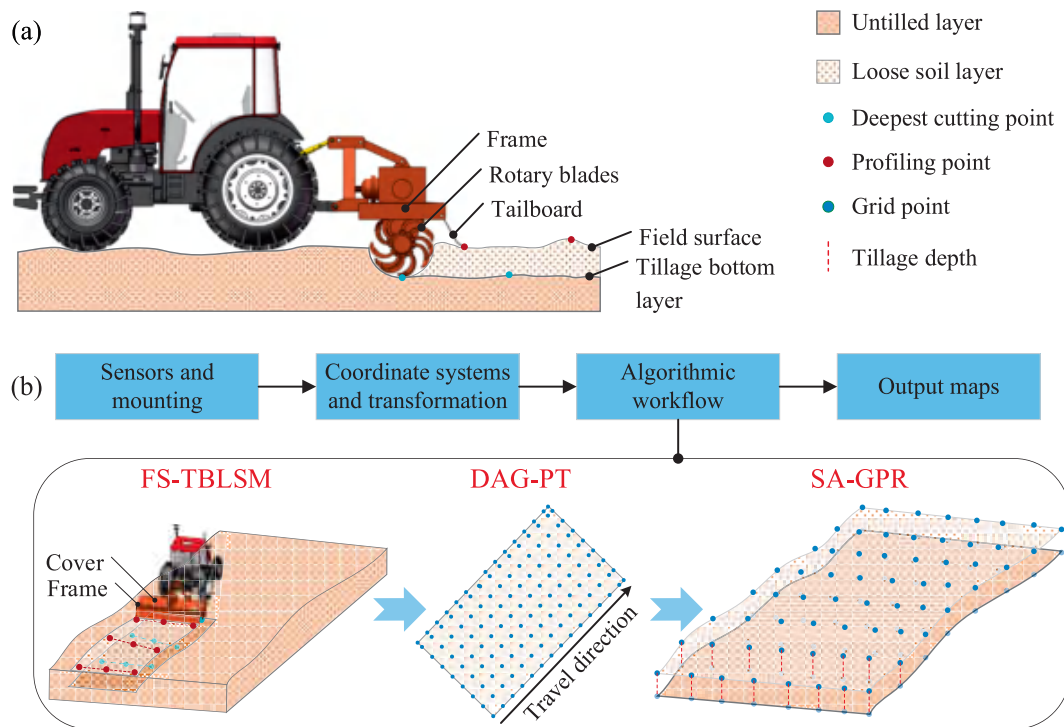 (a)
Frame
Rotary blades
Tailboard
Field surface
Tillage bottom
layer
Untilled layer
Loose soil layer
Deepest cutting point
Profiling point
Grid point
Tillage depth
(b)
Sensors and
mounting
Coordinate systems
and transformation
Algorithmic
workflow
Output maps
FS-TBLSM
DAG-PT
SA-GPR
Cover
Frame
Travel direction